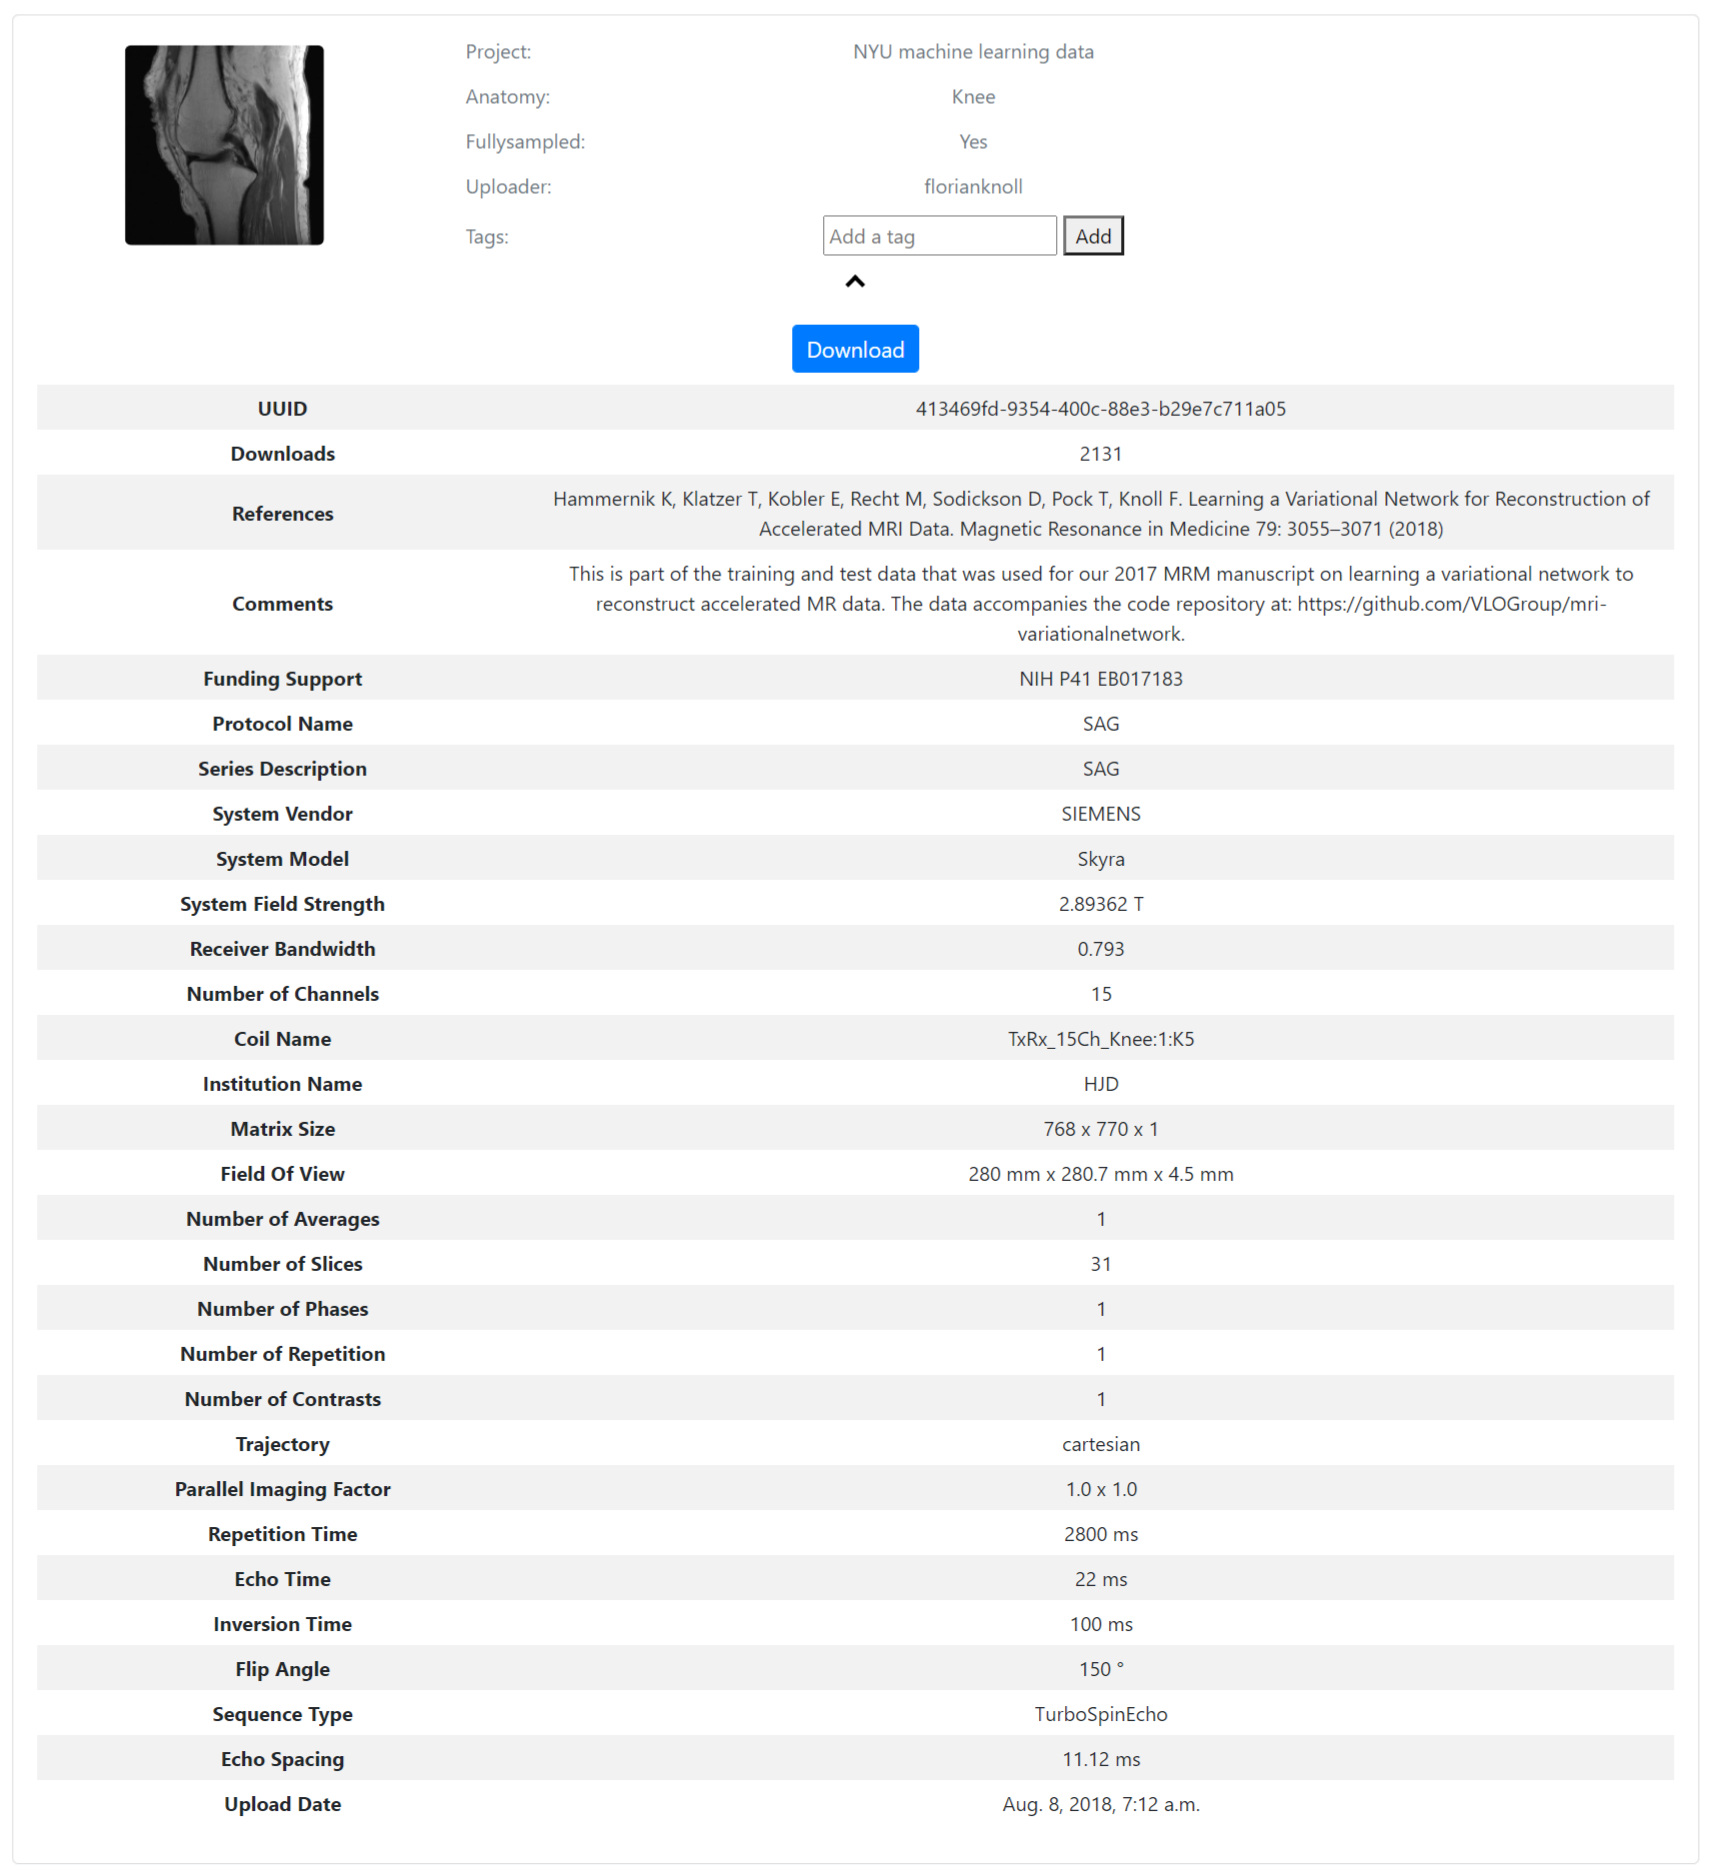 Project: NYU machine learning data
Anatomy: Knee
Fullysampled: Yes
Uploader: florianknoll
Tags: Add a tag Add
Download
UUID 413469fd-9354-400c-88e3-b29e7c711a05
Downloads 2131
References Hammernik K, Klatzer T, Kobler E, Recht M, Sodickson D, Pock T, Knoll F. Learning a Variational Network for Reconstruction of
Accelerated MRI Data. Magnetic Resonance in Medicine 79: 3055–3071 (2018)
Comments This is part of the training and test data that was used for our 2017 MRM manuscript on learning a variational network to
reconstruct accelerated MR data. The data accompanies the code repository at: https://github.com/VLOGroup/mri-
variationalnetwork.
Funding Support NIH P41 EB017183
Protocol Name SAG
Series Description SAG
System Vendor SIEMENS
System Model Skyra
System Field Strength 2.89362 T
Receiver Bandwidth 0.793
Number of Channels 15
Coil Name TxRx_15Ch_Knee:1:K5
Institution Name HJD
Matrix Size 768 x 770 x 1
Field Of View 280 mm x 280.7 mm x 4.5 mm
Number of Averages 1
Number of Slices 31
Number of Phases 1
Number of Repetition 1
Number of Contrasts 1
Trajectory cartesian
Parallel Imaging Factor 1.0 x 1.0
Repetition Time 2800 ms
Echo Time 22 ms
Inversion Time 100 ms
Flip Angle 150 °
Sequence Type TurboSpinEcho
Echo Spacing 11.12 ms
Upload Date Aug. 8, 2018, 7:12 a.m.